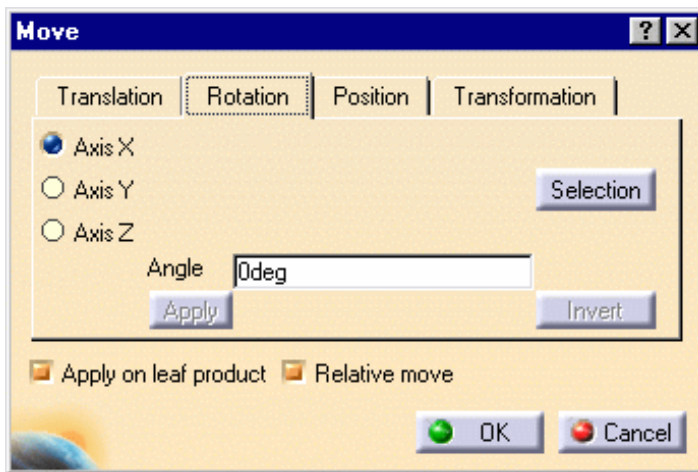 Move
Translation Rotation Position Transformation
Axis X
Axis Y Selection
Axis Z
Angle 0deg
Apply Invert
Apply on leaf product Relative move
OK Cancel